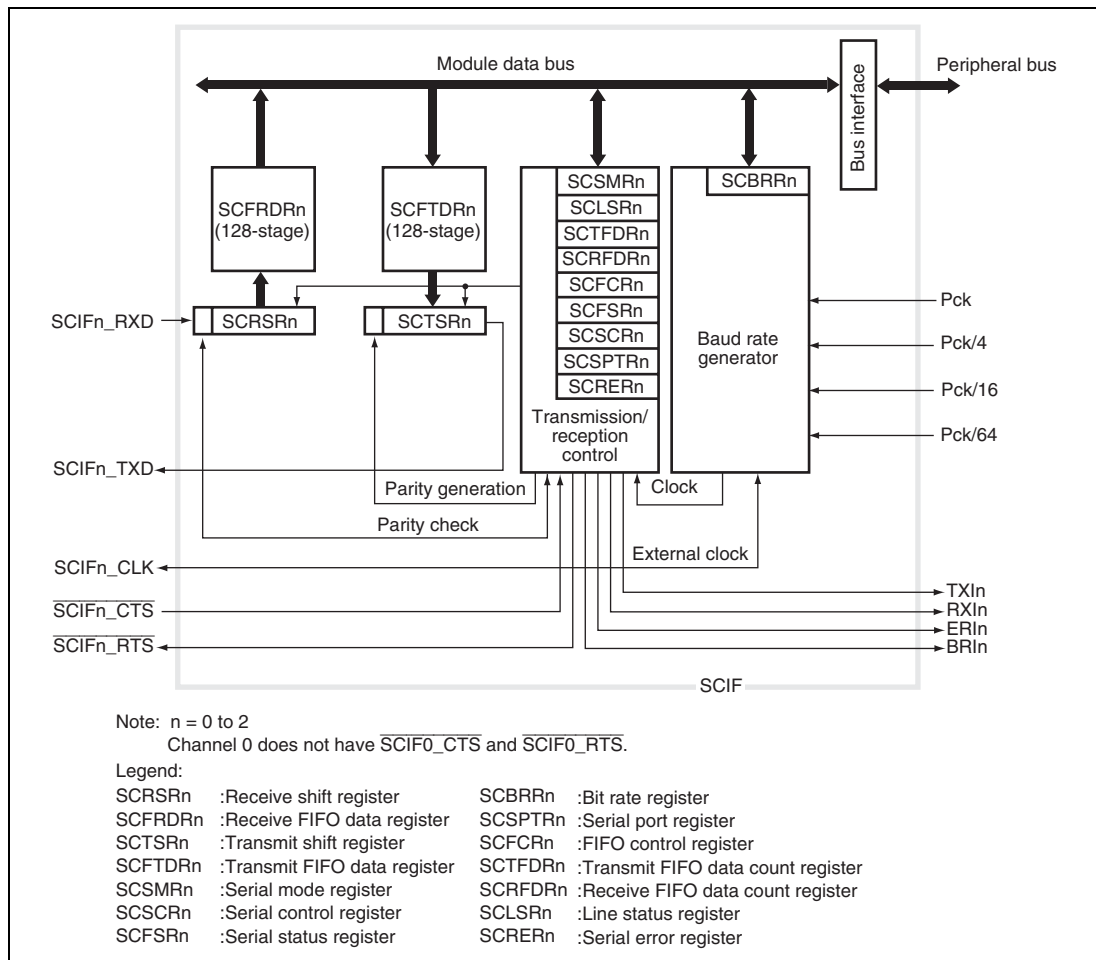 Module data bus
Peripheral bus
Bus interface
SCFRDRn
(128-stage)
SCFTDRn
(128-stage)
SCSMRn
SCLSRn
SCTFDRn
SCRFDRn
SCFCRn
SCFSRn
SCSCRn
SCSPTRn
SCRERn
Transmission/
reception
control
SCBRRn
Baud rate
generator
SCIFn_RXD
SCRSRn
SCTSRn
Pck
Pck/4
Pck/16
Pck/64
SCIFn_TXD
Parity generation
Clock
Parity check
External clock
SCIFn_CLK
SCIFn_CTS
SCIFn_RTS
TXIn
RXIn
ERIn
BRIn
SCIF
Note: n = 0 to 2
Channel 0 does not have SCIF0_CTS and SCIF0_RTS.
Legend:
SCRSRn :Receive shift register
SCFRDRn :Receive FIFO data register
SCTSRn :Transmit shift register
SCFTDRn :Transmit FIFO data register
SCSMRn :Serial mode register
SCSCRn :Serial control register
SCFSRn :Serial status register
SCBRRn :Bit rate register
SCSPTRn :Serial port register
SCFCRn :FIFO control register
SCTFDRn :Transmit FIFO data count register
SCRFDRn :Receive FIFO data count register
SCLSRn :Line status register
SCRERn :Serial error register